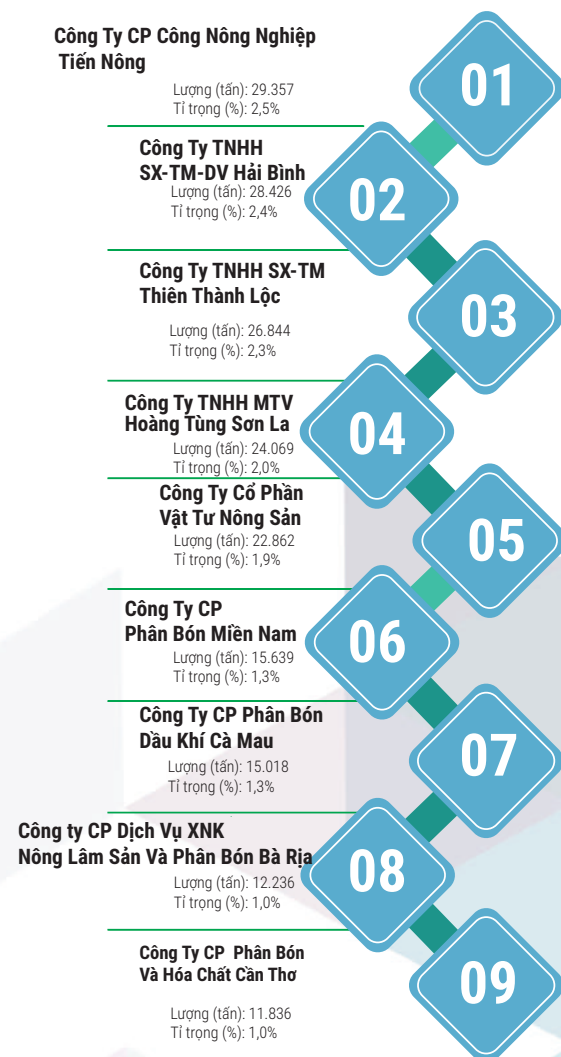 Công Ty CP Công Nông Nghiệp
Tiến Nông
Lượng (tấn): 29.357
Tỉ trọng (%): 2,5%
01
Công Ty TNHH
SX-TM-DV Hải Bình
Lượng (tấn): 28.426
Tỉ trọng (%): 2,4%
02
Công Ty TNHH SX-TM
Thiên Thành Lộc
Lượng (tấn): 26.844
Tỉ trọng (%): 2,3%
03
Công Ty TNHH MTV
Hoàng Tùng Sơn La
Lượng (tấn): 24.069
Tỉ trọng (%): 2,0%
04
Công Ty Cổ Phần
Vật Tư Nông Sản
Lượng (tấn): 22.862
Tỉ trọng (%): 1,9%
05
Công Ty CP
Phân Bón Miền Nam
Lượng (tấn): 15.639
Tỉ trọng (%): 1,3%
06
Công Ty CP Phân Bón
Dầu Khí Cà Mau
Lượng (tấn): 15.018
Tỉ trọng (%): 1,3%
07
Công ty CP Dịch Vụ XNK
Nông Lâm Sản Và Phân Bón Bà Rịa
Lượng (tấn): 12.236
Tỉ trọng (%): 1,0%
08
Công Ty CP Phân Bón
Và Hóa Chất Cần Thơ
Lượng (tấn): 11.836
Tỉ trọng (%): 1,0%
09